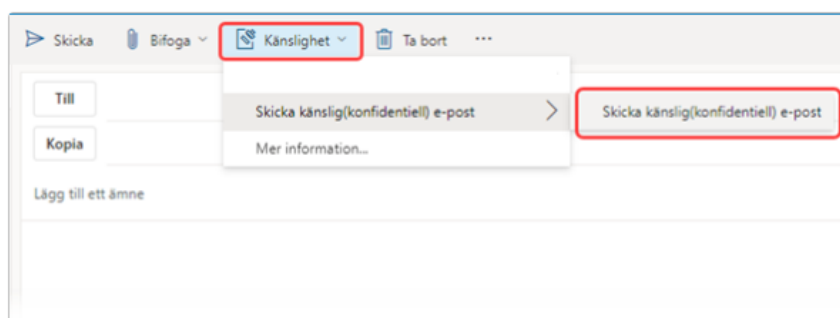 Skicka Bifoga Känslighet Ta bort ...
Till
Skicka känslig(konfidentiell) e-post Skicka känslig(konfidentiell) e-post
Kopia
Mer information...
Lägg till ett ämne